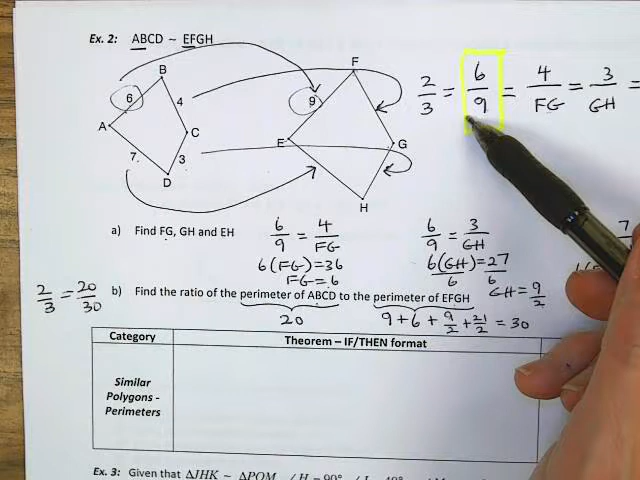 Ex. 2: ABCD ~ EFGH
B
6
4
A
C
7
3
D
F
9
E
G
H
2/3 = 6/9 = 4/FG = 3/GH =
a) Find FG, GH and EH
6/9 = 4/FG
6(FG)=36
FG=6
6/9 = 3/GH
6(GH)/6=27/6
GH=9/2
7
2/3 = 20/30
b) Find the ratio of the perimeter of ABCD to the perimeter of EFGH
20
9+6+9/2+21/2=30
Category
Theorem – IF/THEN format
Similar
Polygons -
Perimeters
Ex. 3: Given that ΔJHK ~ ΔPOM,